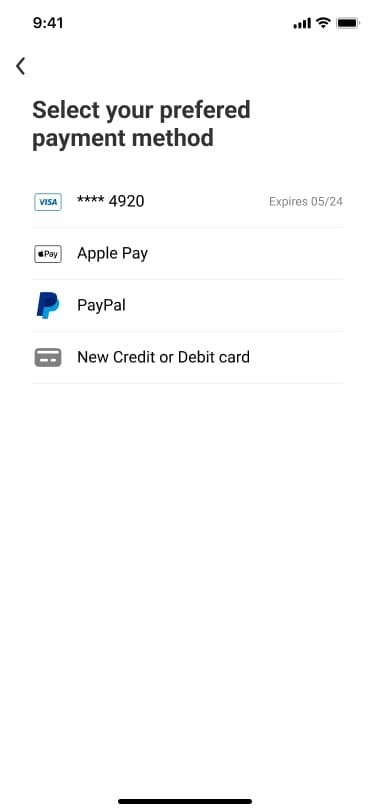 9:41
Select your prefered
payment method
VISA **** 4920 Expires 05/24
Pay Apple Pay
PayPal
New Credit or Debit card